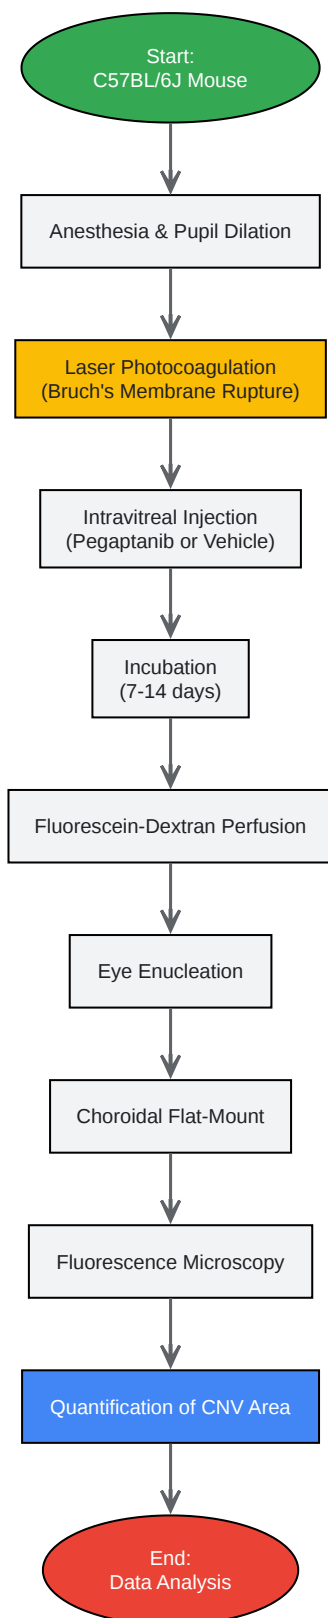 Start:
C57BL/6J Mouse
Anesthesia & Pupil Dilation
Laser Photocoagulation
(Bruch's Membrane Rupture)
Intravitreal Injection
(Pegaptanib or Vehicle)
Incubation
(7-14 days)
Fluorescein-Dextran Perfusion
Eye Enucleation
Choroidal Flat-Mount
Fluorescence Microscopy
Quantification of CNV Area
End:
Data Analysis